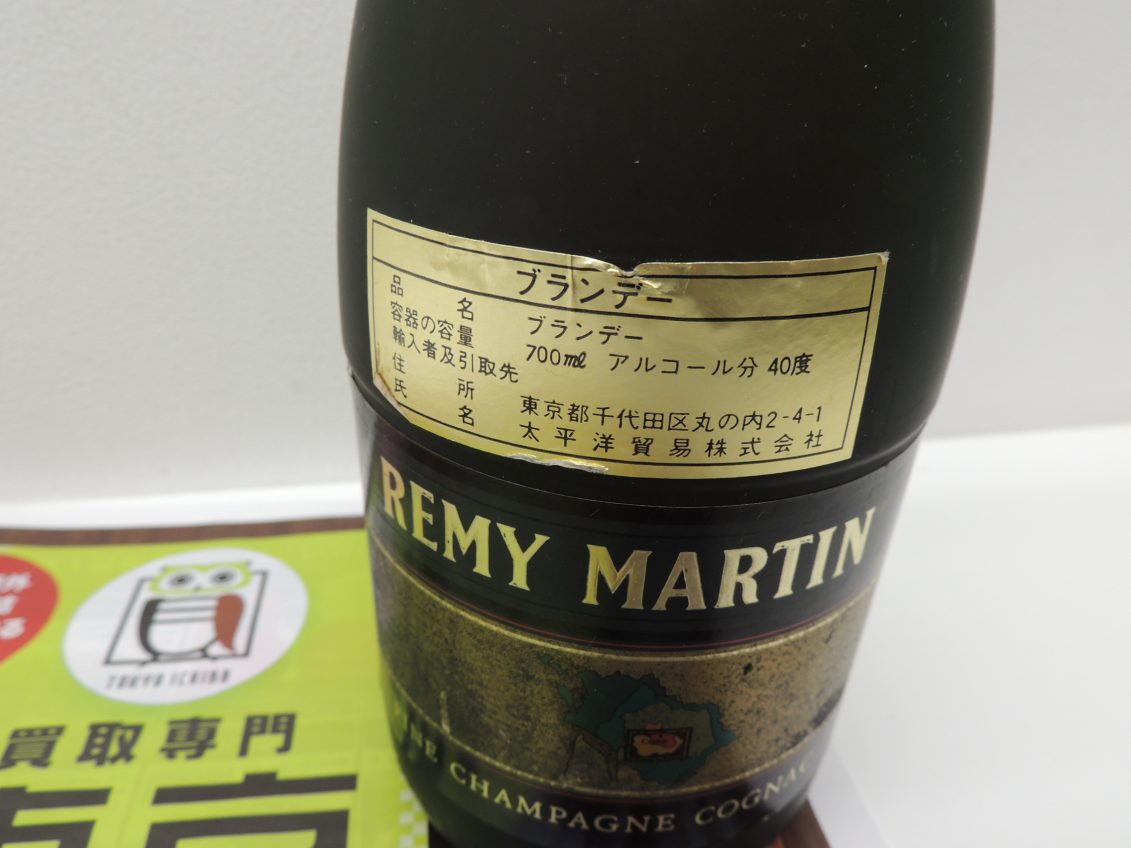 ブランデー
品名 ブランデー
容器の容量 700ml アルコール分 40度
輸入者及引取先
住所 東京都千代田区丸の内2-4-1
氏名 太平洋貿易株式会社
REMY MARTIN
CHAMPAGNE COGNAC
TOKYO ICHIBA
買取専門